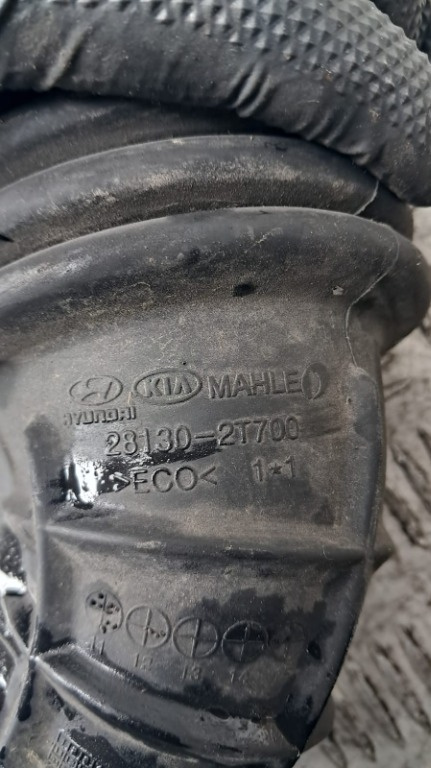 KIA MAHLE
HYUNDAI
28130-2T700
>ECO< 1*1
11 12 13 14